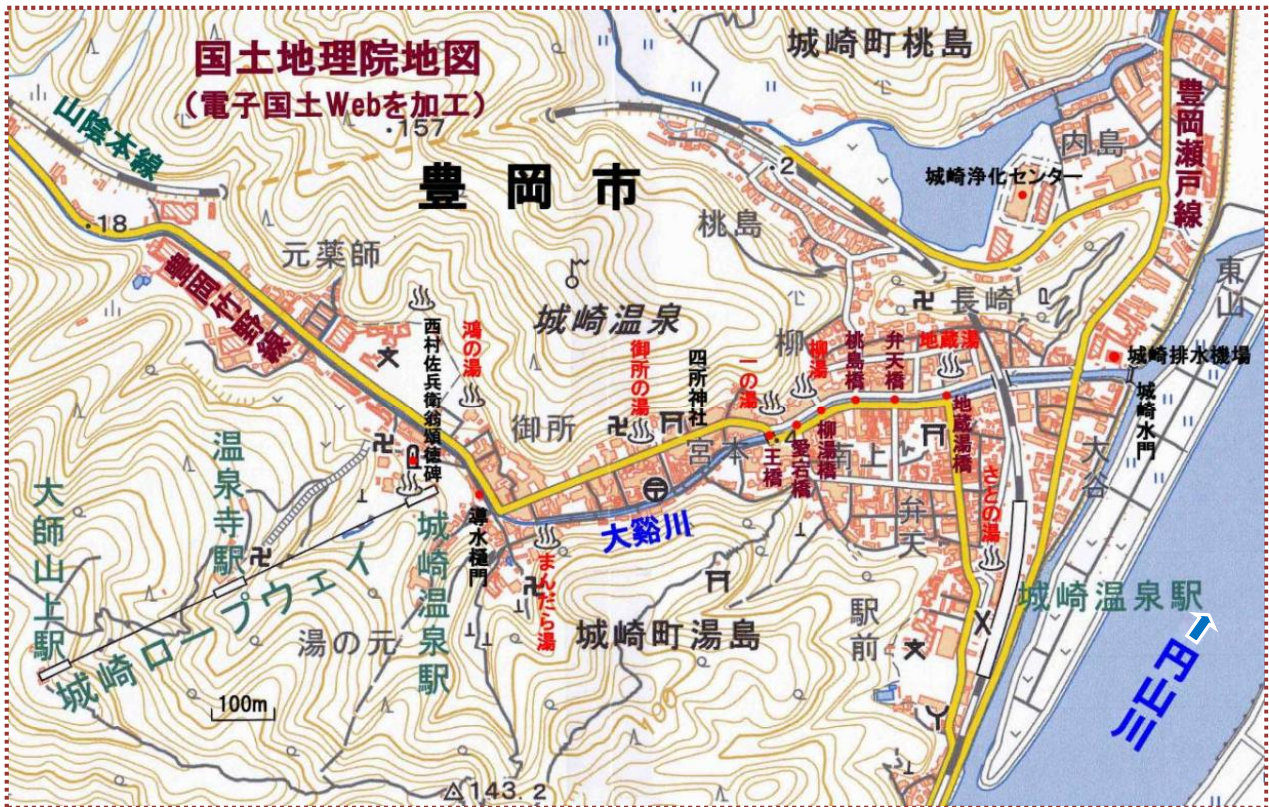 国土地理院地図
（電子国土Webを加工）
城崎町桃島
山陰本線
・157
豊岡市
・2
内島
豊岡瀬戸線
城崎浄化センター
・18
元薬師
桃島
東山
豊岡竹野線
城崎温泉
長崎
西村佐兵衛翁頌徳碑
鴻の湯
御所の湯
四所神社
一の湯
柳
柳湯
桃島橋
弁天橋
地蔵湯
城崎排水機場
城崎水門
御所
宮本
・4
王橋
愛宕橋
柳湯橋
南上
地蔵湯橋
大谷
温泉寺駅
大師山上駅
城崎温泉駅
導水樋門
大谿川
弁天
さとの湯
まんだら湯
城崎ロープウェイ
湯の元
城崎町湯島
駅前
城崎温泉駅
円山川
100m
100
143.2